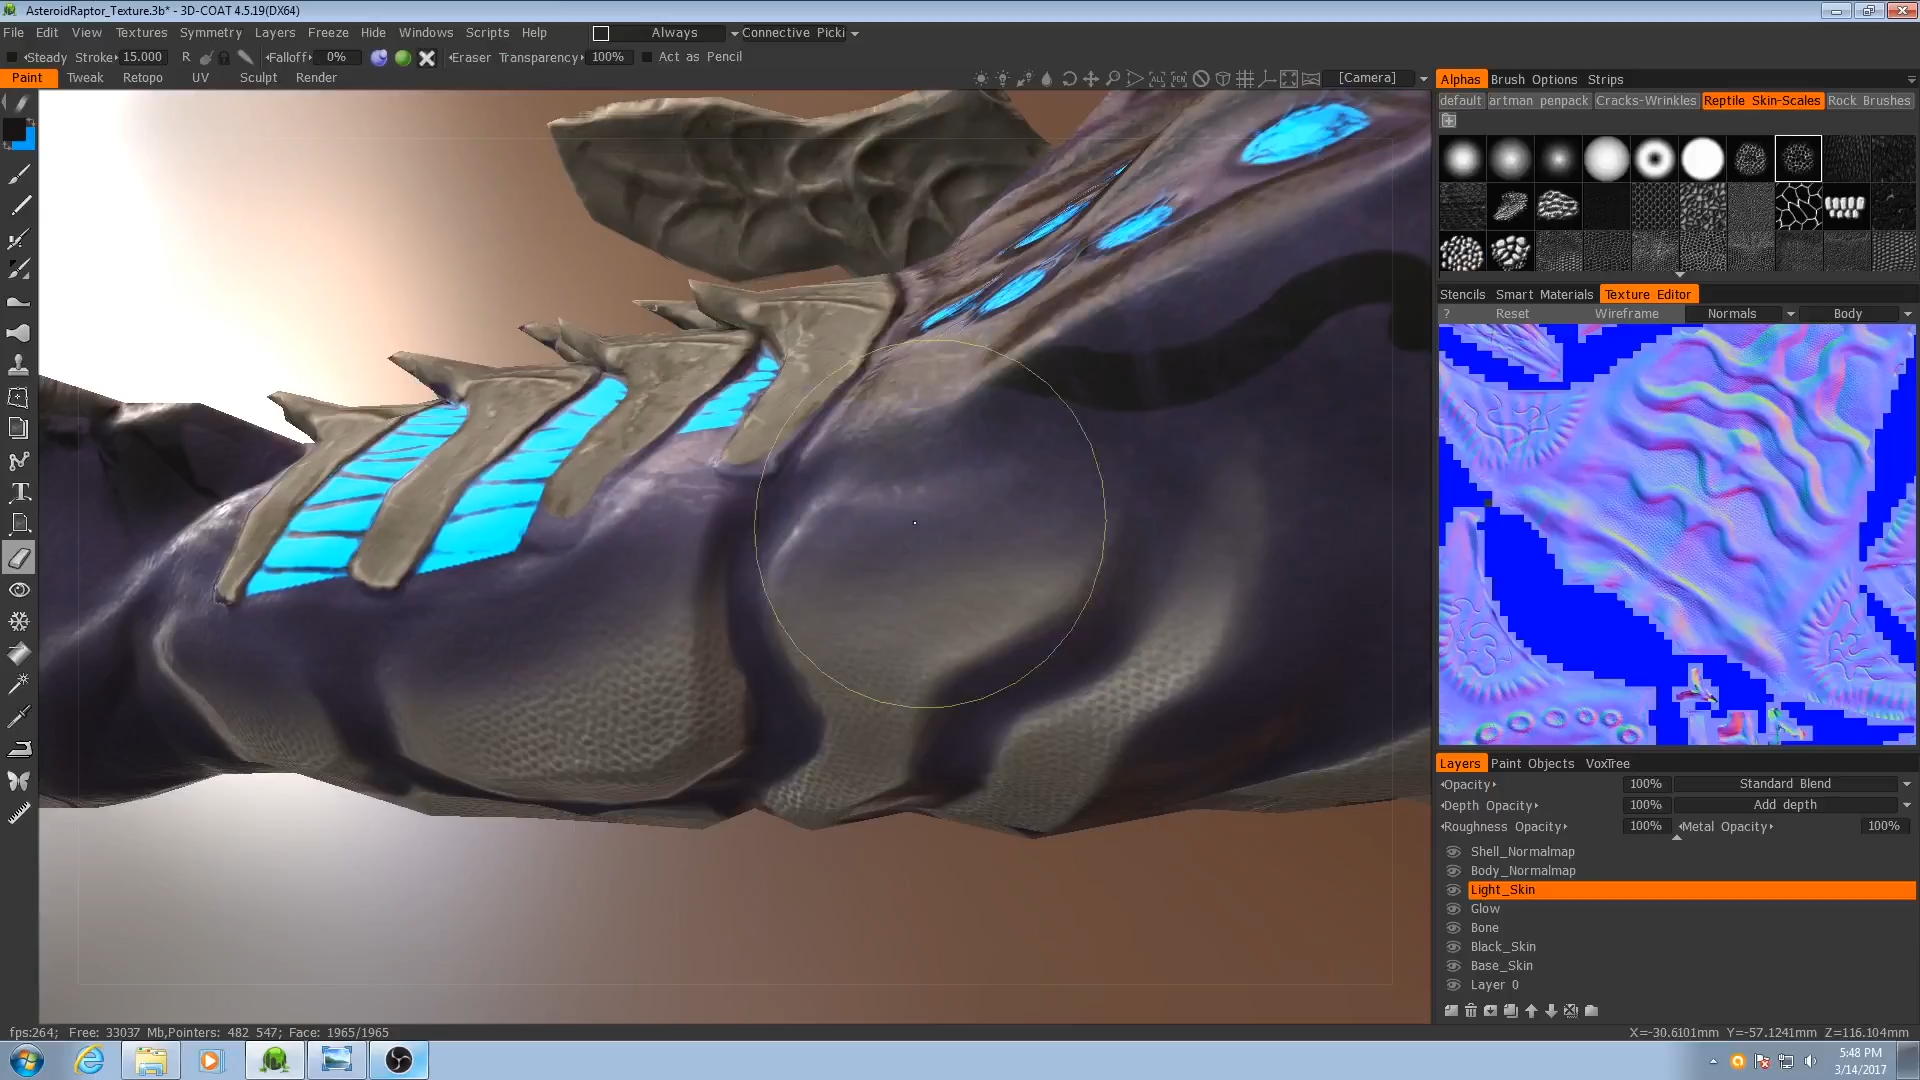 AsteroidRaptor_Texture.3b* - 3D-COAT 4.5.19(DX64)
File Edit View Textures Symmetry Layers Freeze Hide Windows Scripts Help Always Connective Picki
Steady Stroke 15.000 R Falloff 0% Eraser Transparency 100% Act as Pencil
Paint Tweak Retopo UV Sculpt Render [Camera]
Alphas Brush Options Strips
default artman penpack Cracks-Wrinkles Reptile Skin-Scales Rock Brushes
Stencils Smart Materials Texture Editor
? Reset Wireframe Normals Body
Layers Paint Objects VoxTree
Opacity 100% Standard Blend
Depth Opacity 100% Add depth
Roughness Opacity 100% Metal Opacity 100%
Shell_Normalmap
Body_Normalmap
Light_Skin
Glow
Bone
Black_Skin
Base_Skin
Layer 0
fps:264; Free: 33037 Mb,Pointers: 482 547; Face: 1965/1965 X=-30.6101mm Y=-57.1241mm Z=116.104mm
5:48 PM
3/14/2017